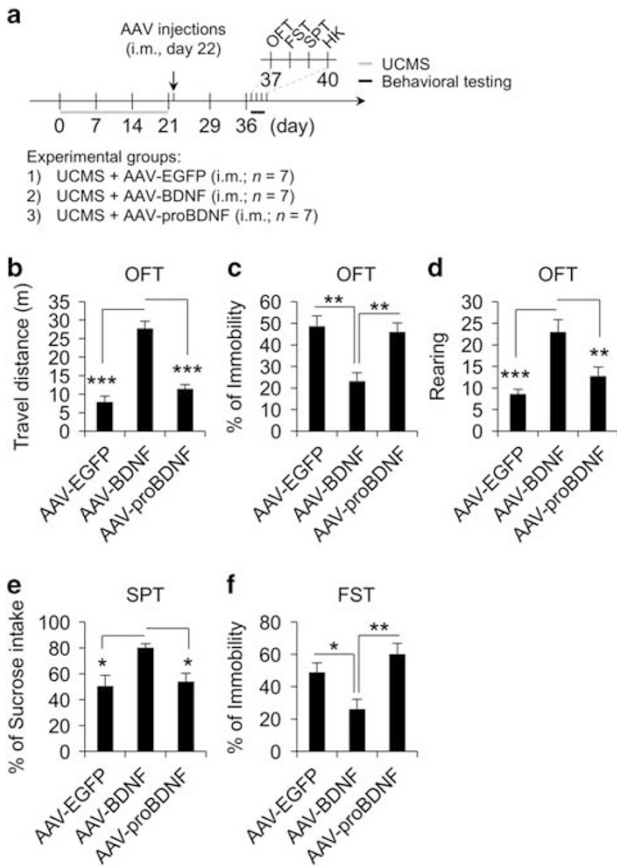 a
AAV injections
(i.m., day 22)
OFT FST SPT HK
37 40
UCMS
Behavioral testing
0 7 14 21 29 36 (day)
Experimental groups:
1) UCMS + AAV-EGFP (i.m.; n = 7)
2) UCMS + AAV-BDNF (i.m.; n = 7)
3) UCMS + AAV-proBDNF (i.m.; n = 7)
b
OFT
Travel distance (m)
35
30
25
20
15
10
5
0
***
***
AAV-EGFP
AAV-BDNF
AAV-proBDNF
c
OFT
% of Immobility
60
50
40
30
20
10
0
**
**
AAV-EGFP
AAV-BDNF
AAV-proBDNF
d
OFT
Rearing
30
25
20
15
10
5
0
***
**
AAV-EGFP
AAV-BDNF
AAV-proBDNF
e
SPT
% of Sucrose intake
100
80
60
40
20
0
*
*
AAV-EGFP
AAV-BDNF
AAV-proBDNF
f
FST
% of Immobility
80
60
40
20
0
*
**
AAV-EGFP
AAV-BDNF
AAV-proBDNF